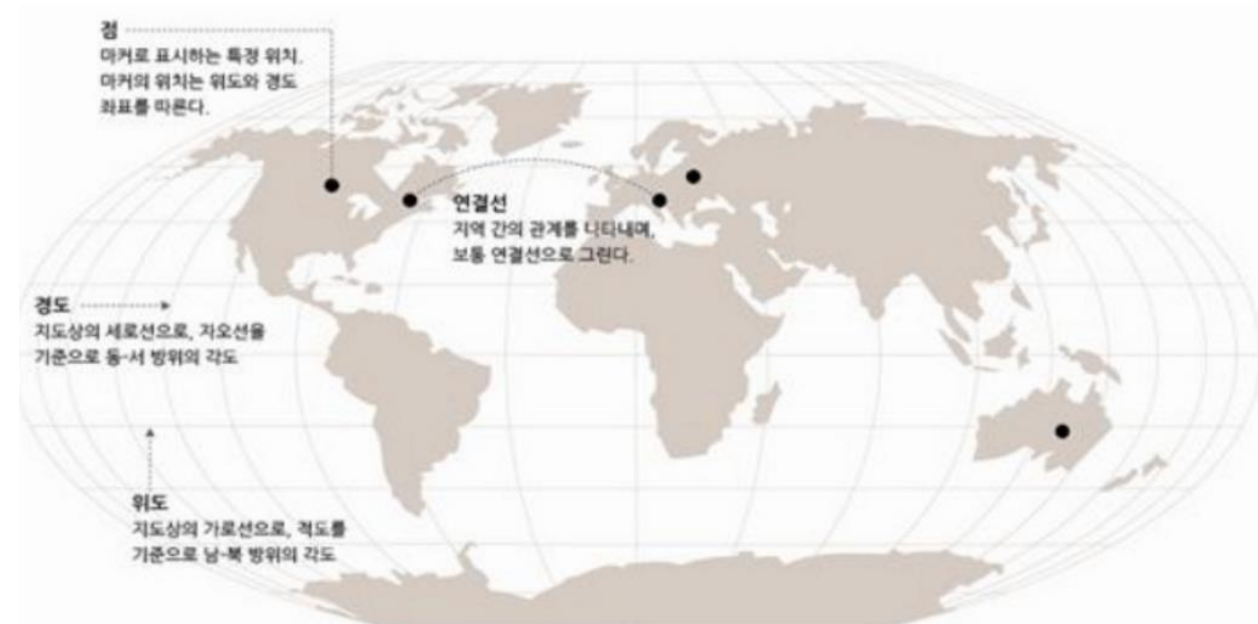 점
마커로 표시하는 특정 위치.
마커의 위치는 위도와 경도
좌표를 따른다.
연결선
지역 간의 관계를 나타내며,
보통 연결선으로 그린다.
경도
지도상의 세로선으로, 자오선을
기준으로 동-서 방위의 각도
위도
지도상의 가로선으로, 적도를
기준으로 남-북 방위의 각도